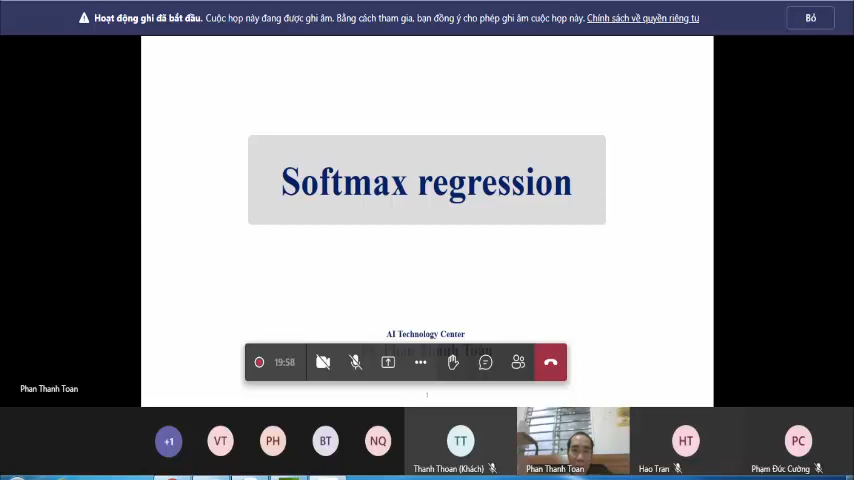 Hoạt động ghi đã bắt đầu. Cuộc họp này đang được ghi âm. Bằng cách tham gia, bạn đồng ý cho phép ghi âm cuộc họp này. Chính sách về quyền riêng tư
Bỏ
Softmax regression
AI Technology Center
19:58
1
Phan Thanh Toan
+1
VT
PH
BT
NQ
TT
HT
PC
Thanh Thoan (Khách)
Phan Thanh Toan
Hao Tran
Phạm Đức Cường